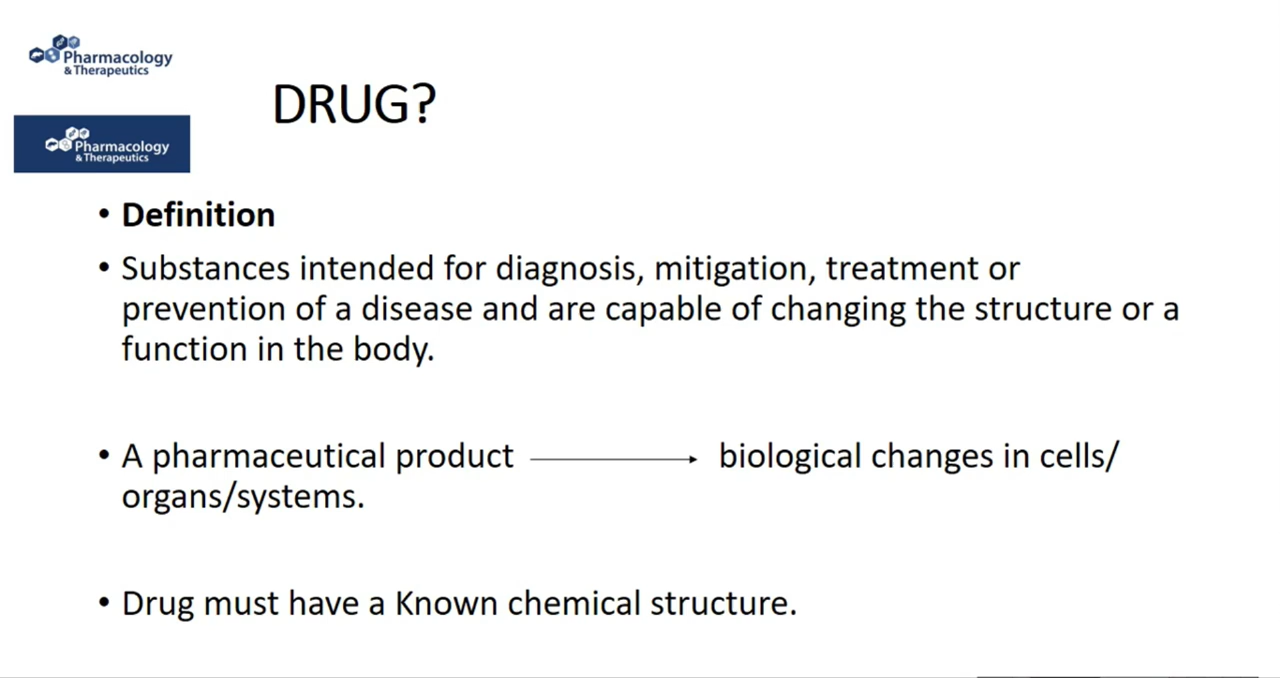 Pharmacology
& Therapeutics
DRUG?
Pharmacology
& Therapeutics
• Definition
• Substances intended for diagnosis, mitigation, treatment or
prevention of a disease and are capable of changing the structure or a
function in the body.
• A pharmaceutical product → biological changes in cells/
organs/systems.
• Drug must have a Known chemical structure.